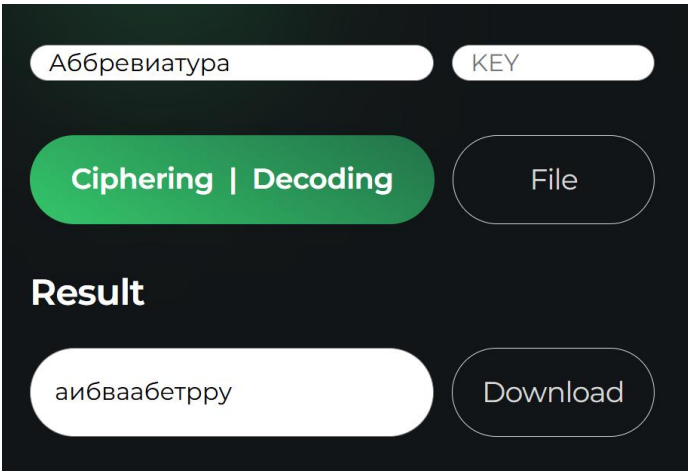 Аббревиатура KEY
Ciphering | Decoding File
Result
аибваабетрру Download